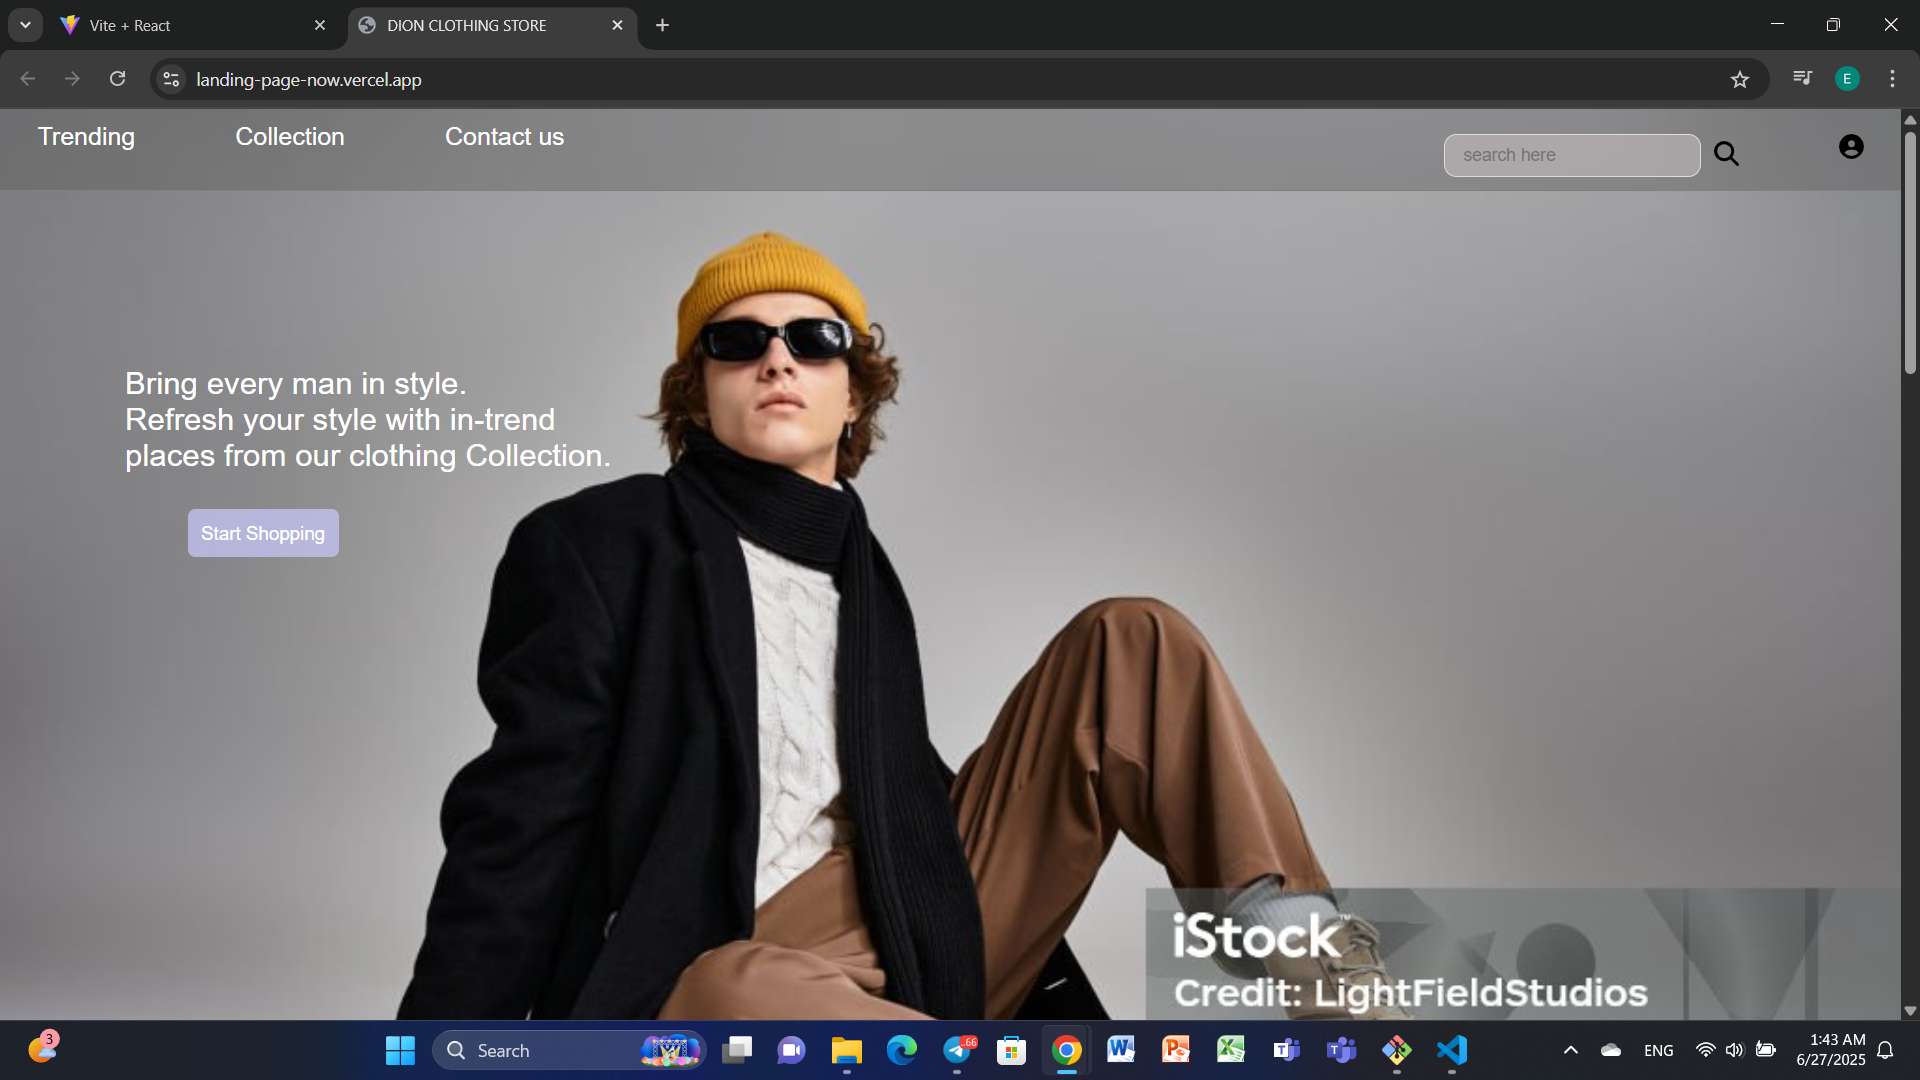 Vite + React
DION CLOTHING STORE
landing-page-now.vercel.app
E
Trending
Collection
Contact us
search here
Bring every man in style.
Refresh your style with in-trend
places from our clothing Collection.
Start Shopping
iStock™
Credit: LightFieldStudios
3
Search
66
ENG
1:43 AM
6/27/2025